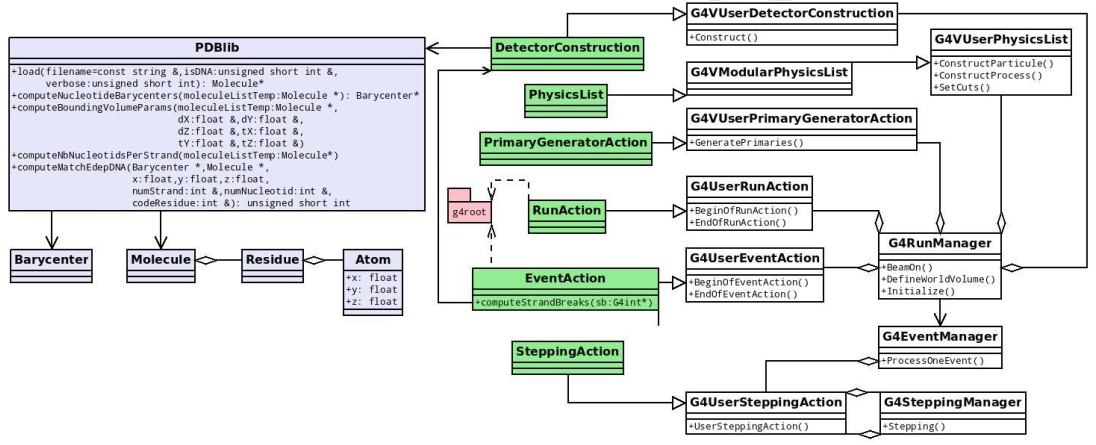 PDBlib
+load(filename=const string &,isDNA:unsigned short int &,
verbose:unsigned short int): Molecule*
+computeNucleotideBarycenters(moleculeListTemp:Molecule *): Barycenter*
+computeBoundingVolumeParams(moleculeListTemp:Molecule *,
dX:float &,dY:float &,
dZ:float &,tX:float &,
tY:float &,tZ:float &)
+computeNbNucleotidsPerStrand(moleculeListTemp:Molecule*)
+computeMatchEdepDNA(Barycenter *,Molecule *,
x:float,y:float,z:float,
numStrand:int &,numNucleotid:int &,
codeResidue:int &): unsigned short int
Barycenter
Molecule
Residue
Atom
+x: float
+y: float
+z: float
DetectorConstruction
PhysicsList
PrimaryGeneratorAction
g4root
RunAction
EventAction
+computeStrandBreaks(sb:G4int*)
SteppingAction
G4VUserDetectorConstruction
+Construct()
G4VModularPhysicsList
G4VUserPhysicsList
+ConstructParticule()
+ConstructProcess()
+SetCuts()
G4VUserPrimaryGeneratorAction
+GeneratePrimaries()
G4UserRunAction
+BeginOfRunAction()
+EndOfRunAction()
G4UserEventAction
+BeginOfEventAction()
+EndOfEventAction()
G4RunManager
+BeamOn()
+DefineWorldVolume()
+Initialize()
G4EventManager
+ProcessOneEvent()
G4UserSteppingAction
+UserSteppingAction()
G4SteppingManager
+Stepping()